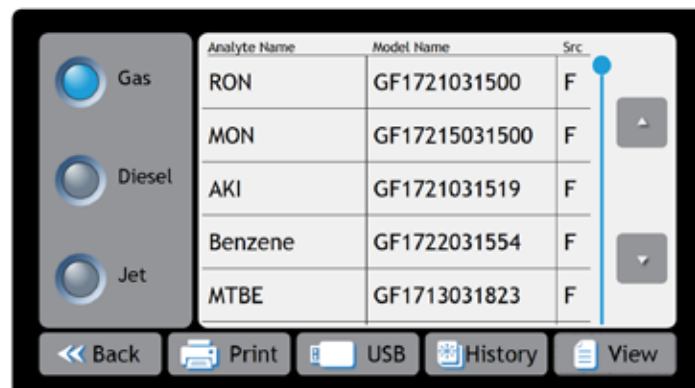 Gas
Diesel
Jet
Analyte Name Model Name Src
RON GF1721031500 F
MON GF17215031500 F
AKI GF1721031519 F
Benzene GF1722031554 F
MTBE GF1713031823 F
Back Print USB History View